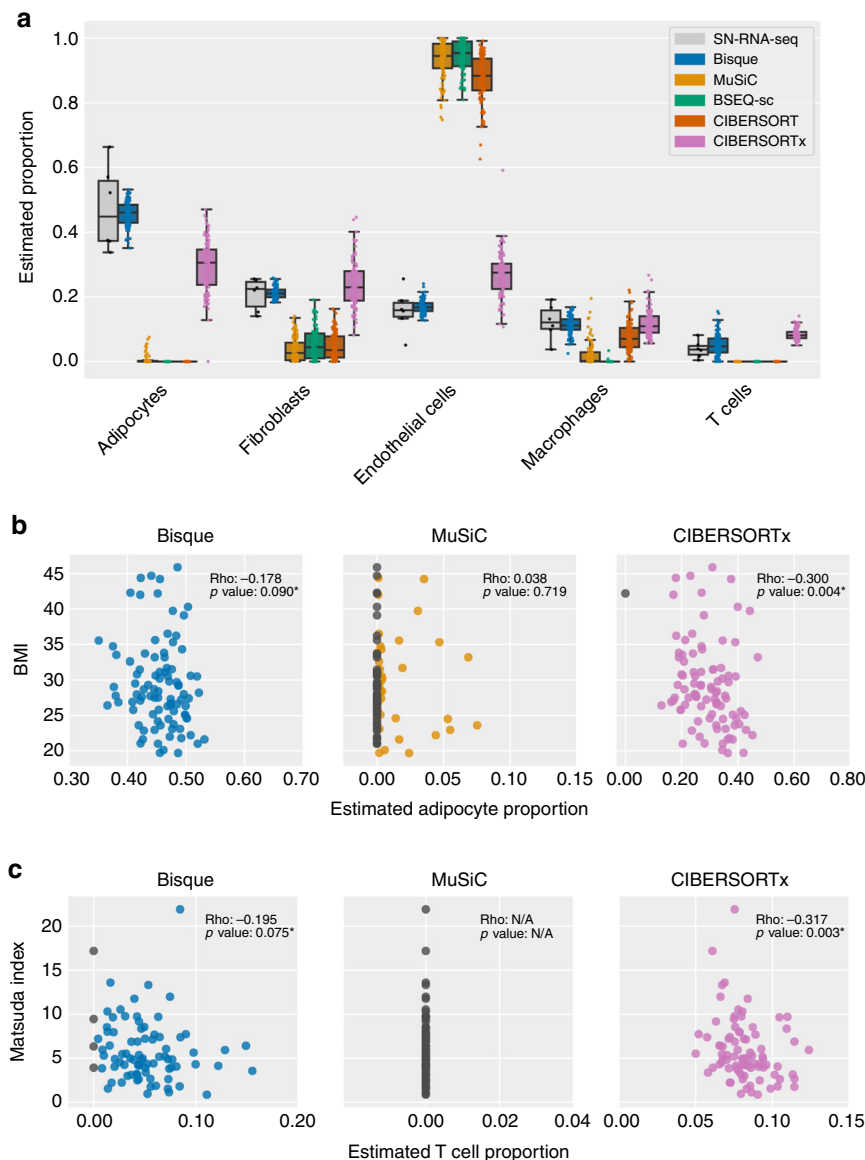 a
1.0
0.8
0.6
0.4
0.2
0.0
Estimated proportion
SN-RNA-seq
Bisque
MuSiC
BSEQ-sc
CIBERSORT
CIBERSORTx
Adipocytes
Fibroblasts
Endothelial cells
Macrophages
T cells
b
Bisque
MuSiC
CIBERSORTx
Rho: –0.178
p value: 0.090*
Rho: 0.038
p value: 0.719
Rho: –0.300
p value: 0.004*
BMI
45
40
35
30
25
20
0.30 0.40 0.50 0.60 0.70
0.00 0.05 0.10 0.15
0.00 0.20 0.40 0.60 0.80
Estimated adipocyte proportion
c
Bisque
MuSiC
CIBERSORTx
Rho: –0.195
p value: 0.075*
Rho: N/A
p value: N/A
Rho: –0.317
p value: 0.003*
Matsuda index
20
15
10
5
0
0.00 0.10 0.20
0.00 0.02 0.04
0.00 0.05 0.10 0.15
Estimated T cell proportion